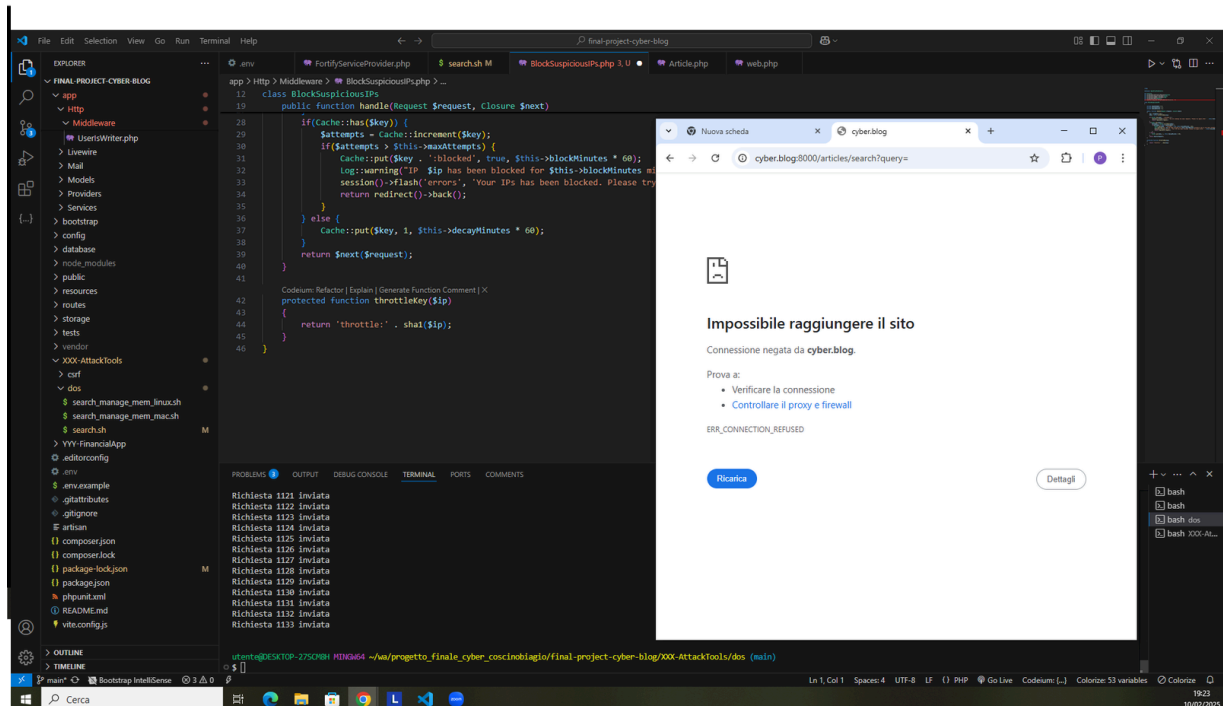 File Edit Selection View Go Run Terminal Help
final-project-cyber-blog
EXPLORER
.env
FortifyServiceProvider.php
search.sh M
BlockSuspiciousIPs.php 3, U
Article.php
web.php
app > Http > Middleware > BlockSuspiciousIPs.php > ...
FINAL-PROJECT-CYBER-BLOG
app
Http
Middleware
UserIsWriter.php
Livewire
Mail
Models
Providers
Services
bootstrap
config
database
node_modules
public
resources
routes
storage
tests
vendor
XXX-AttackTools
csrf
dos
$ search_manage_mem_linux.sh
$ search_manage_mem_mac.sh
$ search.sh M
YYY-FinancialApp
.editorconfig
.env
$ .env.example
.gitattributes
.gitignore
artisan
{} composer.json
{} composer.lock
{} package-lock.json M
{} package.json
phpunit.xml
README.md
vite.config.js
OUTLINE
TIMELINE
12 class BlockSuspiciousIPs
19 public function handle(Request $request, Closure $next)
28 if(Cache::has($key)) {
29 $attempts = Cache::increment($key);
30 if($attempts > $this->maxAttempts) {
31 Cache::put($key . ':blocked', true, $this->blockMinutes * 60);
32 Log::warning("IP $ip has been blocked for $this->blockMinutes mi
33 session()->flash('errors', 'Your IPs has been blocked. Please try
34 return redirect()->back();
35 }
36 } else {
37 Cache::put($key, 1, $this->decayMinutes * 60);
38 }
39 return $next($request);
40 }
41
Codeium: Refactor | Explain | Generate Function Comment | X
42 protected function throttleKey($ip)
43 {
44 return 'throttle:' . sha1($ip);
45 }
46 }
Nuova scheda
cyber.blog
cyber.blog:8000/articles/search?query=
P
Impossibile raggiungere il sito
Connessione negata da cyber.blog.
Prova a:
• Verificare la connessione
• Controllare il proxy e firewall
ERR_CONNECTION_REFUSED
Ricarica
Dettagli
PROBLEMS 3 OUTPUT DEBUG CONSOLE TERMINAL PORTS COMMENTS
Richiesta 1121 inviata
Richiesta 1122 inviata
Richiesta 1123 inviata
Richiesta 1124 inviata
Richiesta 1125 inviata
Richiesta 1126 inviata
Richiesta 1127 inviata
Richiesta 1128 inviata
Richiesta 1129 inviata
Richiesta 1130 inviata
Richiesta 1131 inviata
Richiesta 1132 inviata
Richiesta 1133 inviata
utente@DESKTOP-27SCM8H MINGW64 ~/wa/progetto_finale_cyber_coscinobiagio/final-project-cyber-blog/XXX-AttackTools/dos (main)
$
bash
bash
bash dos
bash XXX-At...
main* Bootstrap IntelliSense 3 0
Ln 1, Col 1 Spaces: 4 UTF-8 LF {} PHP Go Live Codeium: {...} Colorize: 53 variables Colorize
Cerca
19:23
10/02/2025